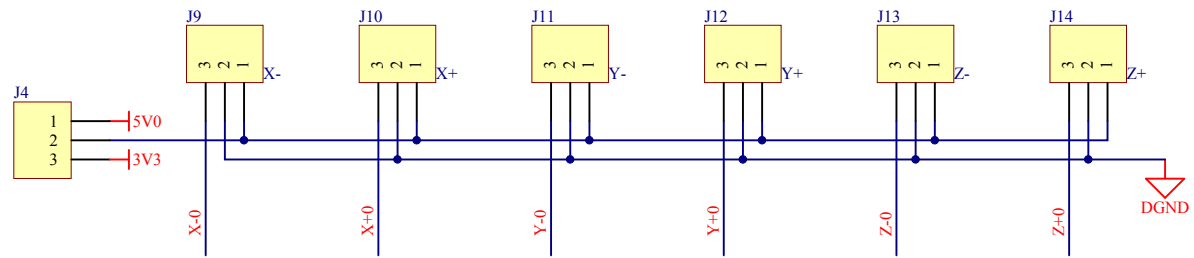 J9
J10
J11
J12
J13
J14
3 2 1 X-
3 2 1 X+
3 2 1 Y-
3 2 1 Y+
3 2 1 Z-
3 2 1 Z+
J4
1 5V0
2
3 3V3
X-0
X+0
Y-0
Y+0
Z-0
Z+0
DGND